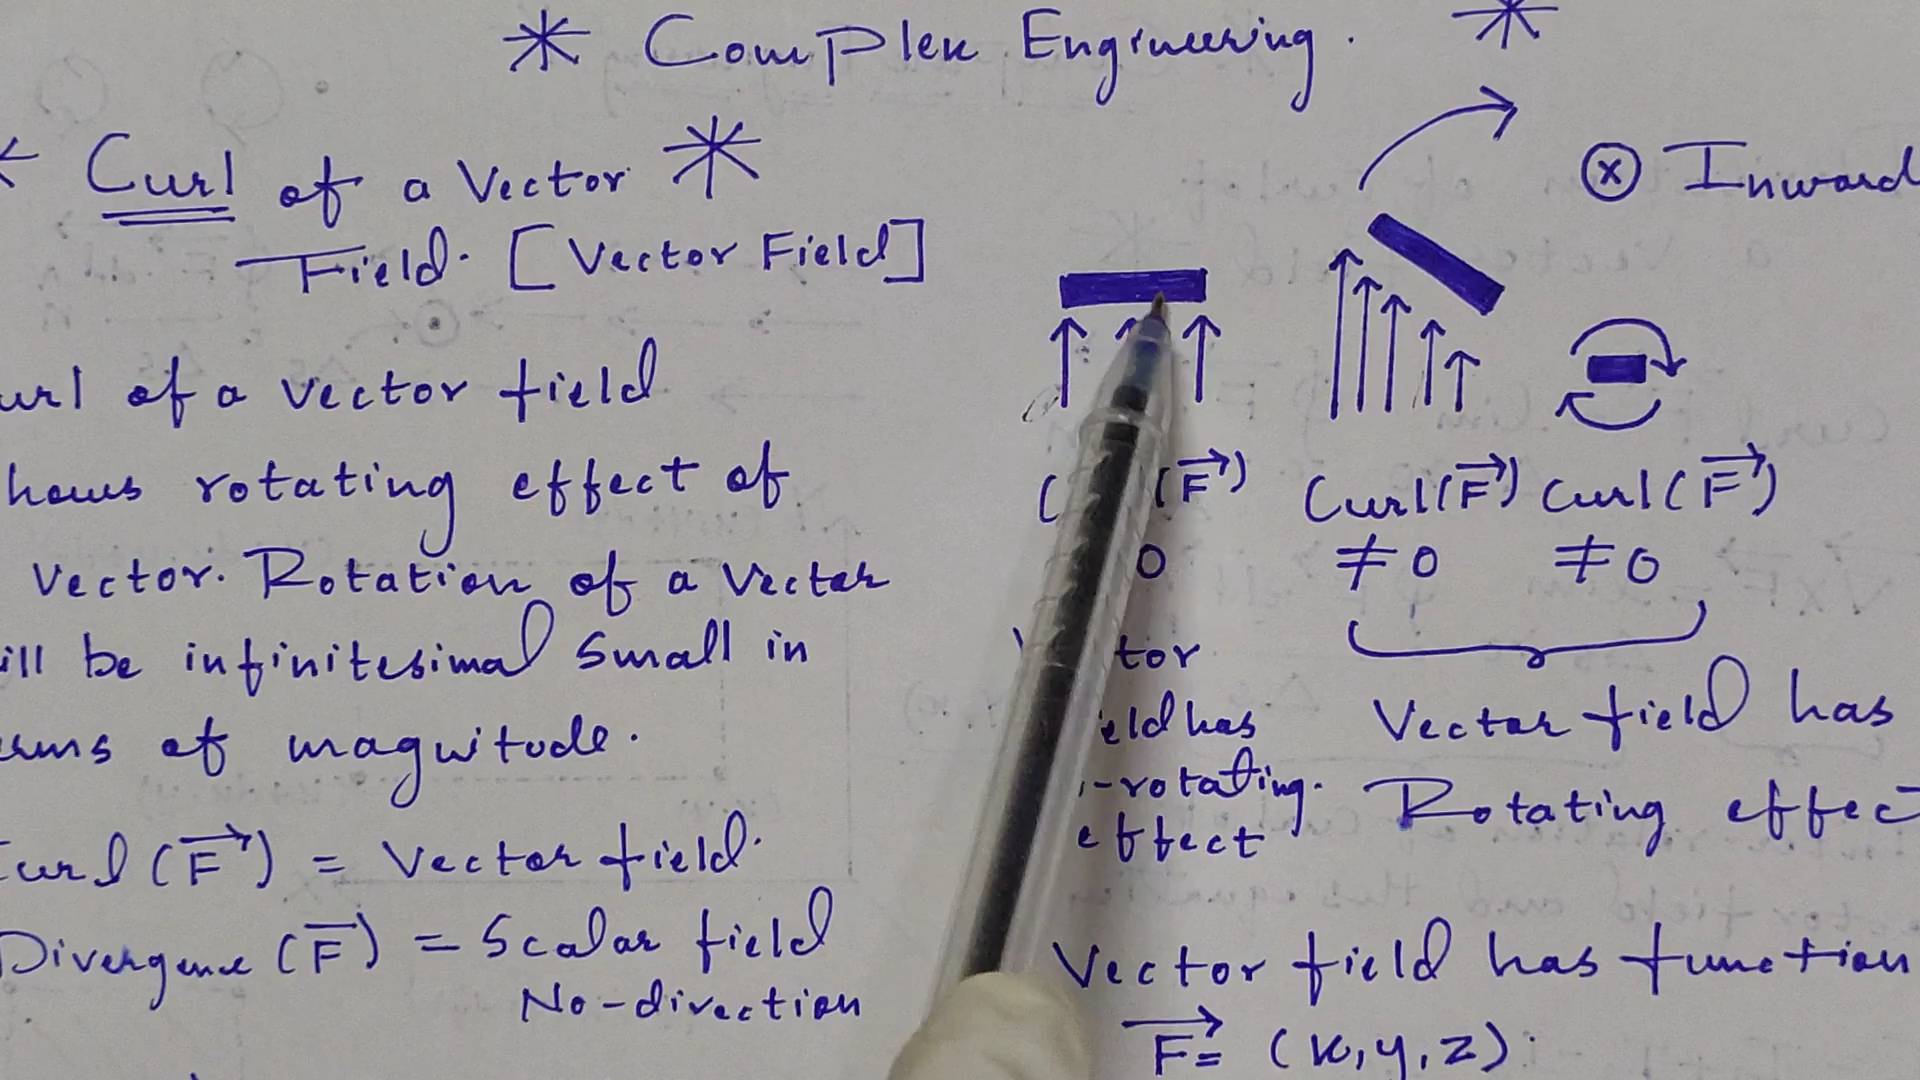 * Complex Engineering. *
Curl of a Vector *
Field. [Vector Field]
url of a vector field
hows rotating effect of
Vector. Rotation of a Vector
ill be infinitesimal Small in
rms of magnitude.
Curl (F) = Vector field.
Divergence (F) = Scalar field
No-direction
⊗ Inward
(F) Curl(F) Curl(F)
0 ≠ 0 ≠ 0
tor
eld has
-rotating.
effect
Vector field has
Rotating effec
Vector field has function
F = (x, y, z).